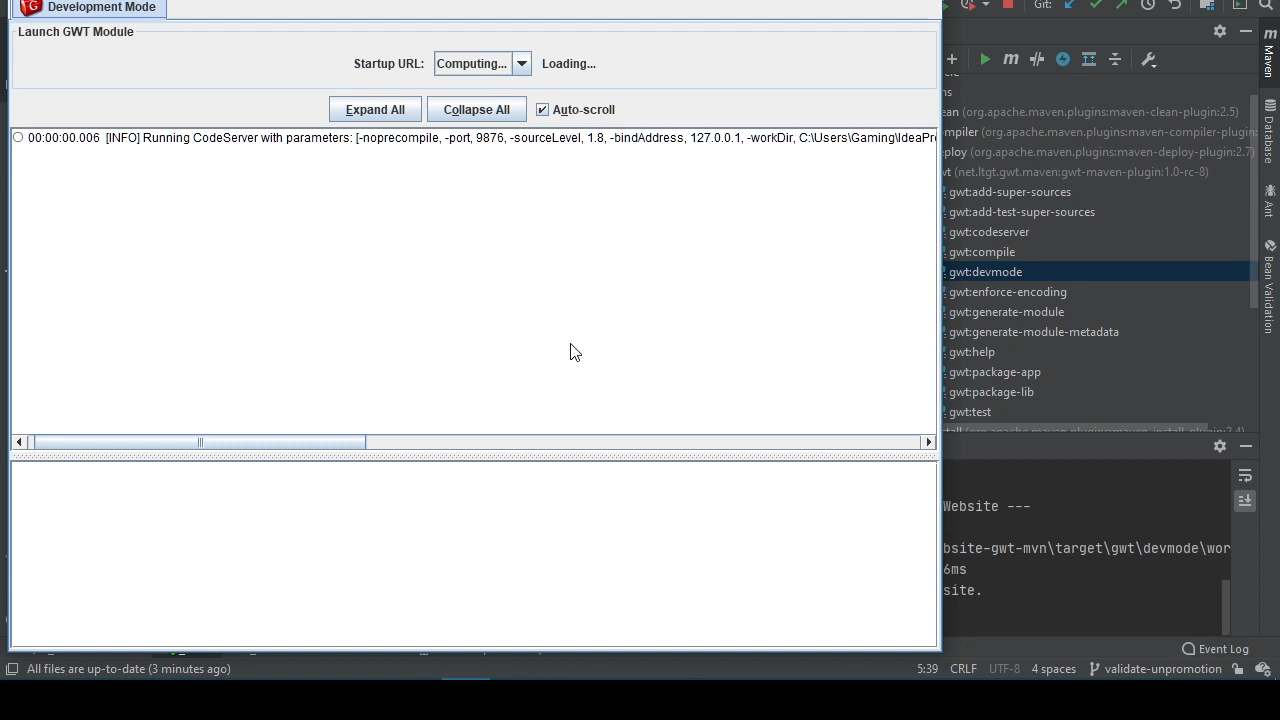 Development Mode
Git:
Launch GWT Module
Startup URL: Computing... Loading...
Expand All Collapse All Auto-scroll
00:00:00.006 [INFO] Running CodeServer with parameters: [-noprecompile, -port, 9876, -sourceLevel, 1.8, -bindAddress, 127.0.0.1, -workDir, C:\Users\Gaming\IdeaPro
ean (org.apache.maven.plugins:maven-clean-plugin:2.5)
mpiler (org.apache.maven.plugins:maven-compiler-plugin:
ploy (org.apache.maven.plugins:maven-deploy-plugin:2.7)
vt (net.ltgt.gwt.maven:gwt-maven-plugin:1.0-rc-8)
gwt:add-super-sources
gwt:add-test-super-sources
gwt:codeserver
gwt:compile
gwt:devmode
gwt:enforce-encoding
gwt:generate-module
gwt:generate-module-metadata
gwt:help
gwt:package-app
gwt:package-lib
gwt:test
m Maven
Database
Ant
Bean Validation
Website ---
bsite-gwt-mvn\target\gwt\devmode\wor
6ms
site.
Event Log
All files are up-to-date (3 minutes ago)
5:39 CRLF UTF-8 4 spaces validate-unpromotion